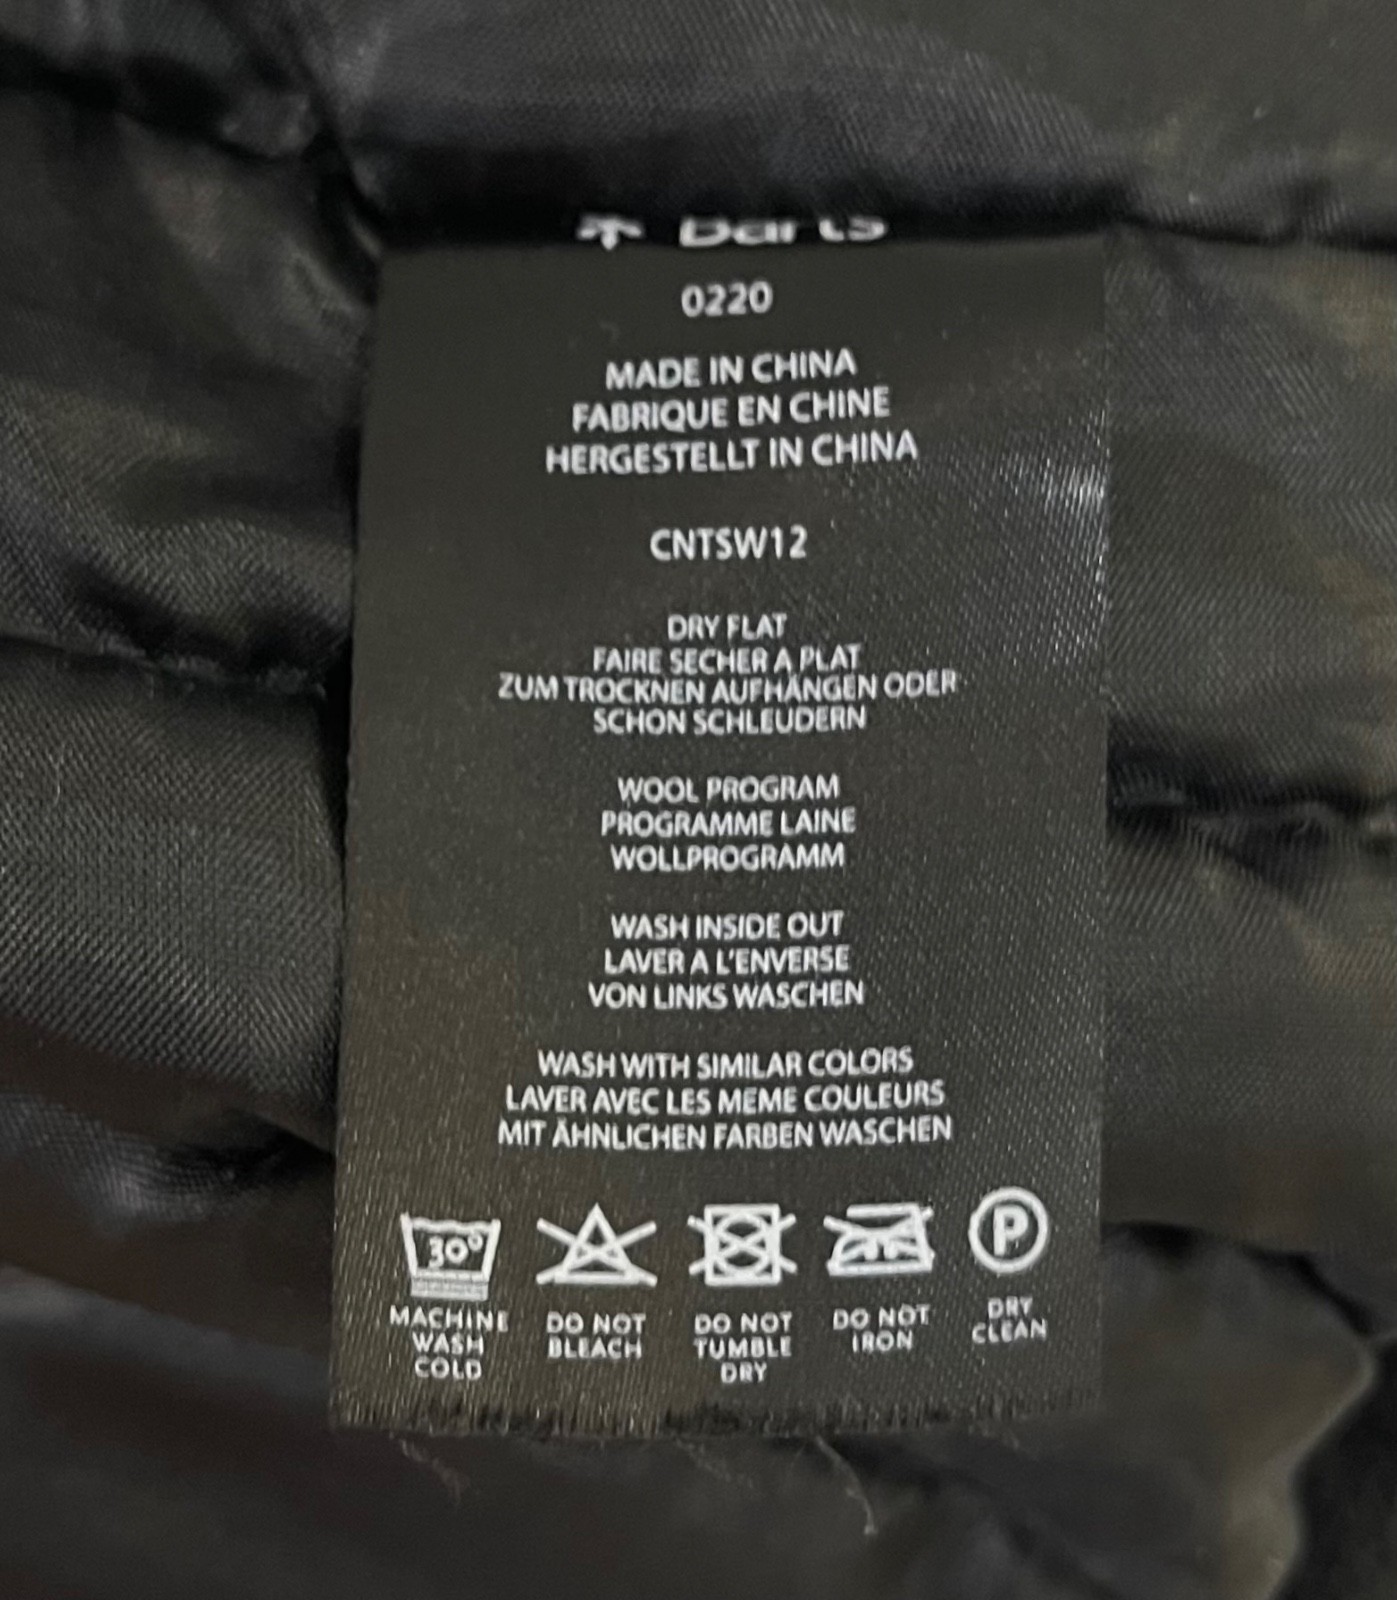 Barts
0220
MADE IN CHINA
FABRIQUE EN CHINE
HERGESTELLT IN CHINA
CNTSW12
DRY FLAT
FAIRE SECHER A PLAT
ZUM TROCKNEN AUFHÄNGEN ODER
SCHON SCHLEUDERN
WOOL PROGRAM
PROGRAMME LAINE
WOLLPROGRAMM
WASH INSIDE OUT
LAVER A L'ENVERSE
VON LINKS WASCHEN
WASH WITH SIMILAR COLORS
LAVER AVEC LES MEME COULEURS
MIT ÄHNLICHEN FARBEN WASCHEN
30°
P
MACHINE
WASH
COLD
DO NOT
BLEACH
DO NOT
TUMBLE
DRY
DO NOT
IRON
DRY
CLEAN